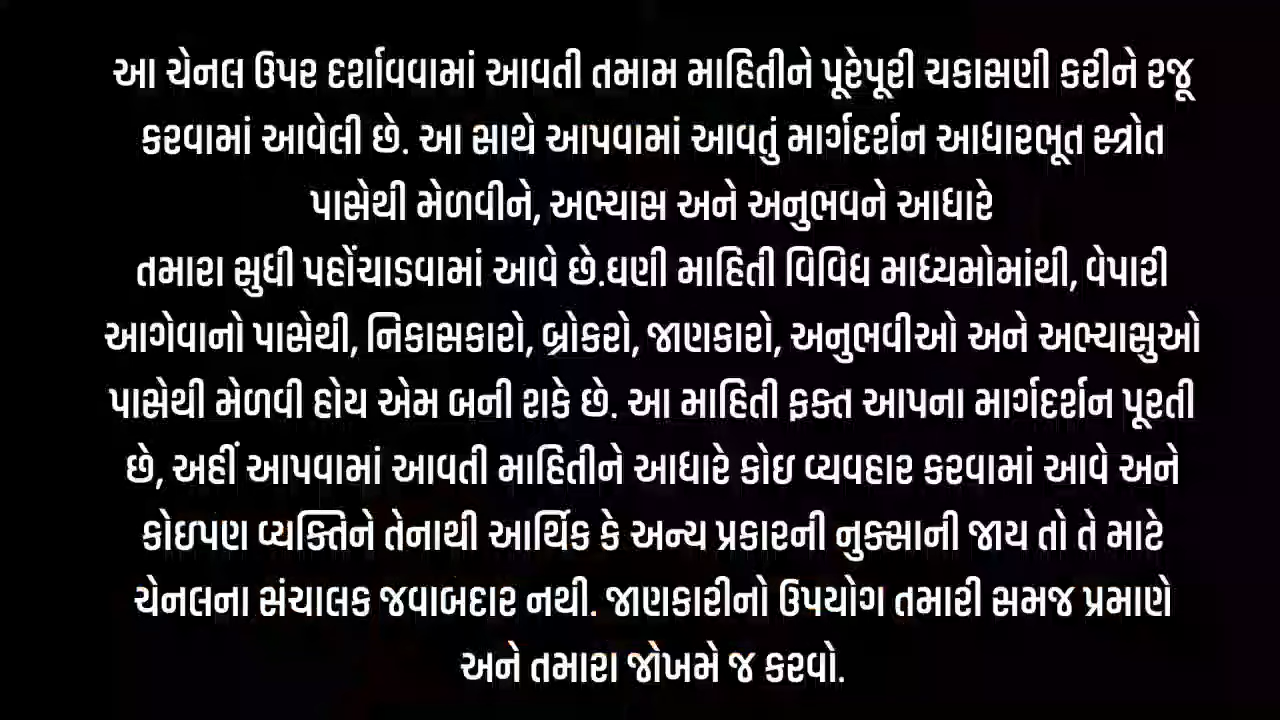 આ ચેનલ ઉપર દર્શાવવામાં આવતી તમામ માહિતીને પૂરેપૂરી ચકાસણી કરીને રજૂ
કરવામાં આવેલી છે. આ સાથે આપવામાં આવતું માર્ગદર્શન આધારભૂત સ્ત્રોત
પાસેથી મેળવીને, અભ્યાસ અને અનુભવને આધારે
તમારા સુધી પહોંચાડવામાં આવે છે.ઘણી માહિતી વિવિધ માધ્યમોમાંથી, વેપારી
આગેવાનો પાસેથી, નિકાસકારો, બ્રોકરો, જાણકારો, અનુભવીઓ અને અભ્યાસુઓ
પાસેથી મેળવી હોય એમ બની શકે છે. આ માહિતી ફક્ત આપના માર્ગદર્શન પૂરતી
છે, અહીં આપવામાં આવતી માહિતીને આધારે કોઇ વ્યવહાર કરવામાં આવે અને
કોઇપણ વ્યક્તિને તેનાથી આર્થિક કે અન્ય પ્રકારની નુક્સાની જાય તો તે માટે
ચેનલના સંચાલક જવાબદાર નથી. જાણકારીનો ઉપયોગ તમારી સમજ પ્રમાણે
અને તમારા જોખમે જ કરવો.